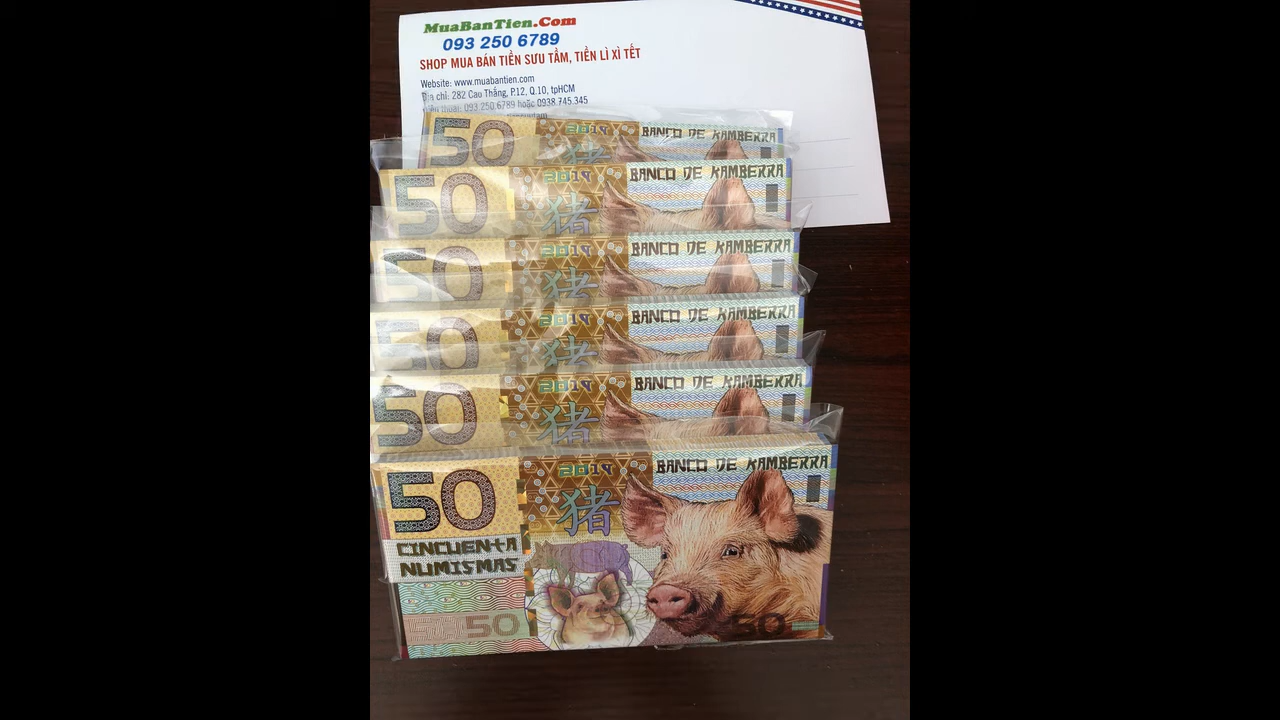 MuaBanTien.Com
093 250 6789
SHOP MUA BÁN TIỀN SƯU TẦM, TIỀN LÌ XÌ TẾT
Website: www.muabantien.com
Địa chỉ: 282 Cao Thắng, P.12, Q.10, tpHCM
thoại: 093 250 6789 hoặc 0938 745 345
50 2019 BANCO DE KAMBERRA
猪
50 2019 BANCO DE KAMBERRA
猪
50 2019 BANCO DE KAMBERRA
猪
50 2019 BANCO DE KAMBERRA
猪
50 2019 BANCO DE KAMBERRA
猪
50 2019 BANCO DE KAMBERRA
猪
CINCUENTA
NUMISMAS
50 50